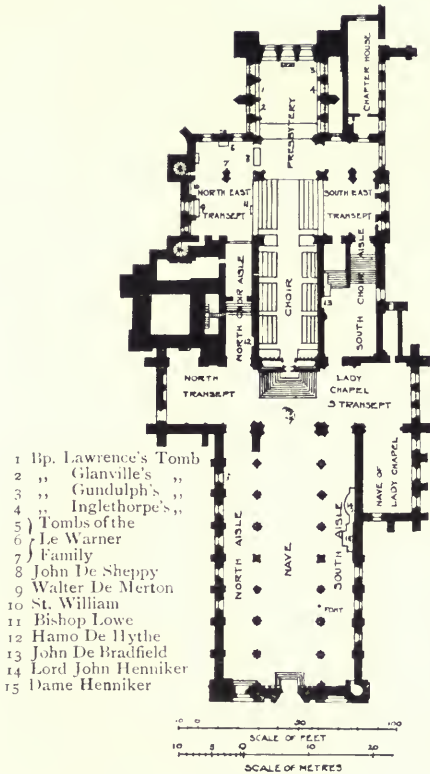 CHAPTER HOUSE
PRESBYTERY
NORTH EAST
TRANSEPT
SOUTH EAST
TRANSEPT
CHOIR
NORTH CHOIR AISLE
SOUTH CHOIR AISLE
NORTH
TRANSEPT
LADY
CHAPEL
S TRANSEPT
NAVE OF
LADY CHAPEL
NORTH AISLE
NAVE
SOUTH AISLE
FONT
1 Bp. Lawrence's Tomb
2 ,, Glanville's ,,
3 ,, Gundulph's ,,
4 ,, Inglethorpe's ,,
5 } Tombs of the
6 } Le Warner
7 } Family
8 John De Sheppy
9 Walter De Merton
10 St. William
11 Bishop Lowe
12 Hamo De Hythe
13 John De Bradfield
14 Lord John Henniker
15 Dame Henniker
SCALE OF FEET
SCALE OF METRES